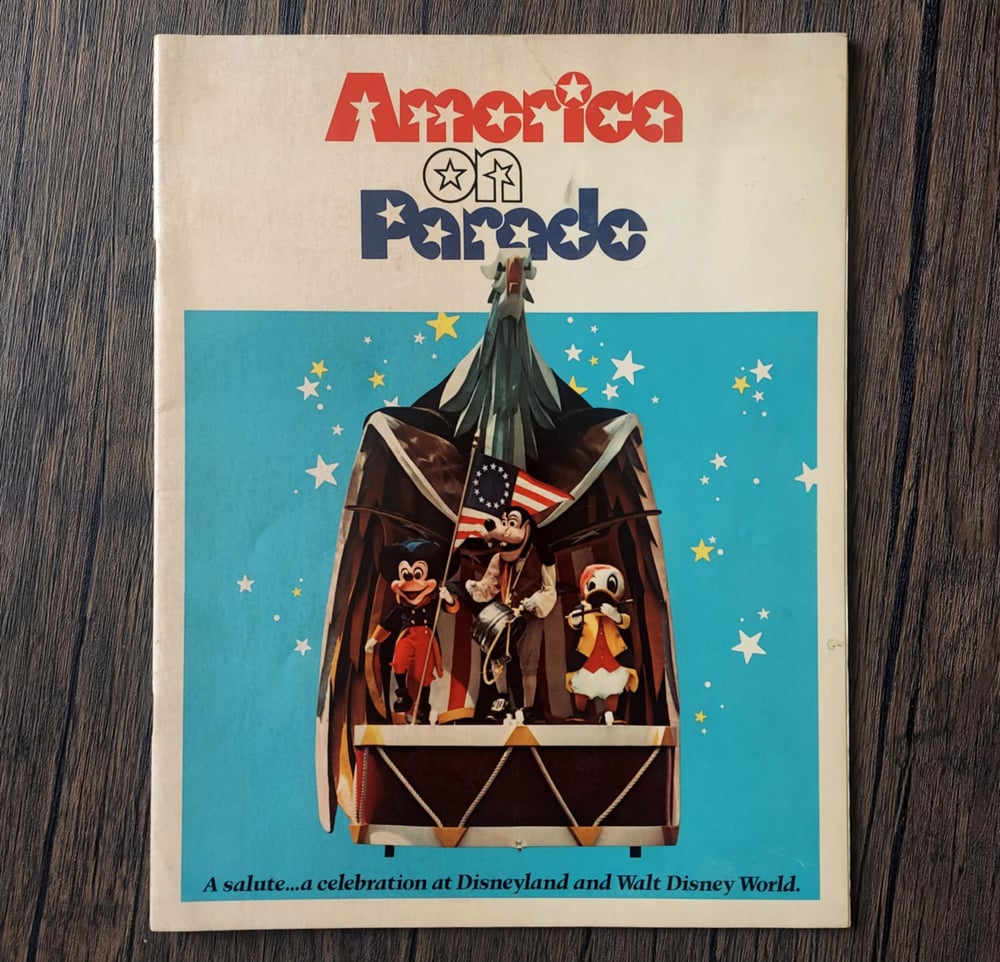 America
on
Parade
A salute...a celebration at Disneyland and Walt Disney World.